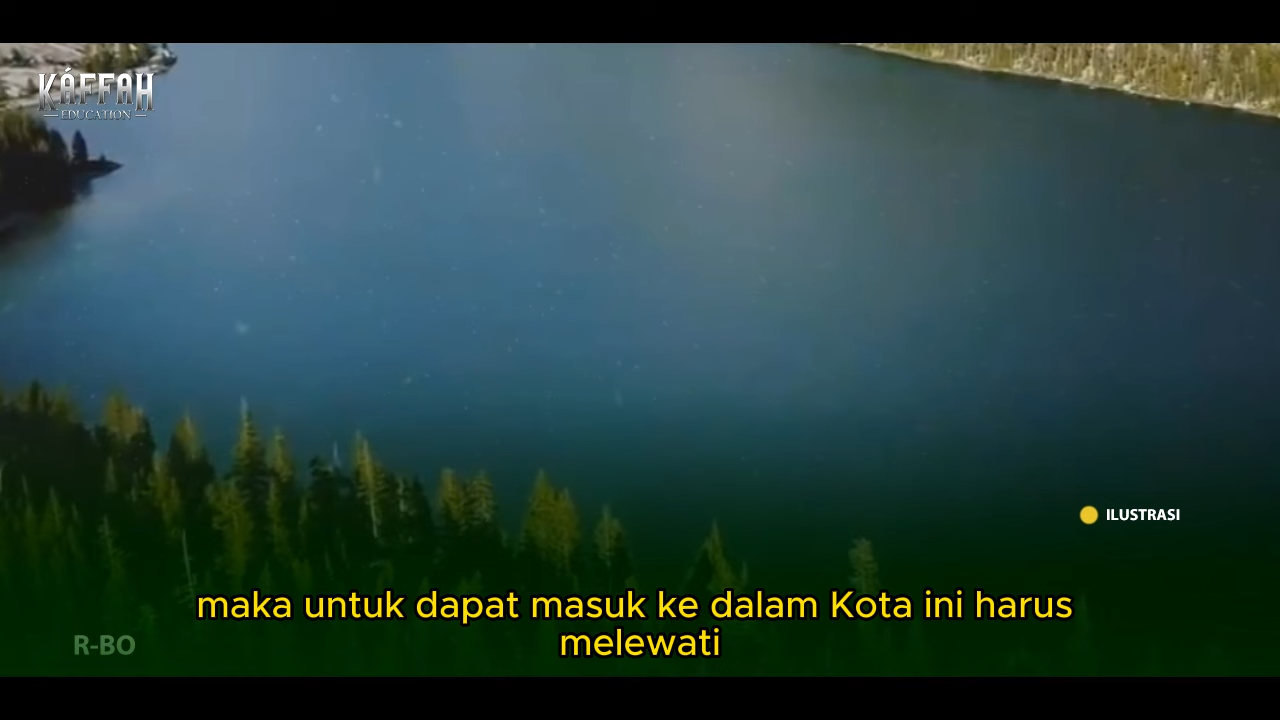 KÁFFAH
EDUCATION
ILUSTRASI
maka untuk dapat masuk ke dalam Kota ini harus
melewati
R-BO